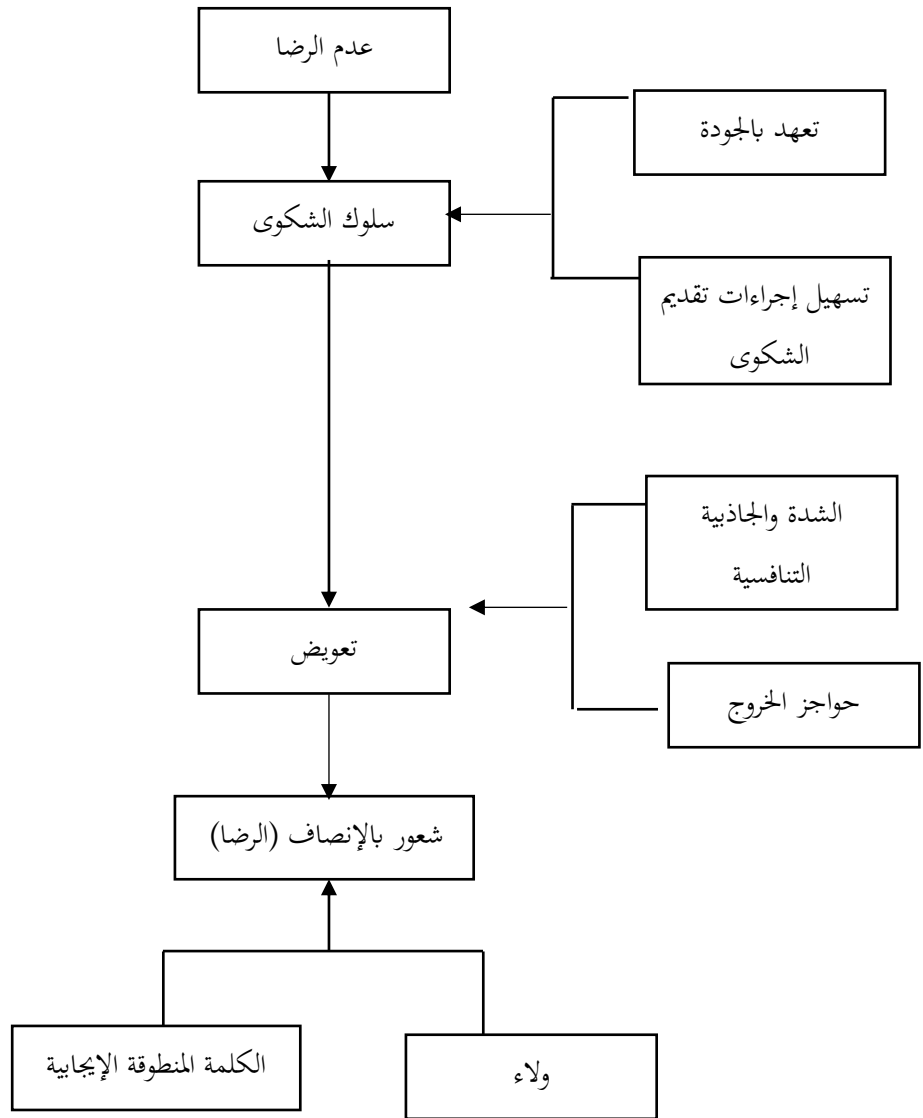 عدم الرضا
تعهد بالجودة
سلوك الشكوى
تسهيل إجراءات تقديم
الشكوى
الشدة والجاذبية
التنافسية
تعويض
حواجز الخروج
شعور بالإنصاف (الرضا)
الكلمة المنطوقة الإيجابية
ولاء